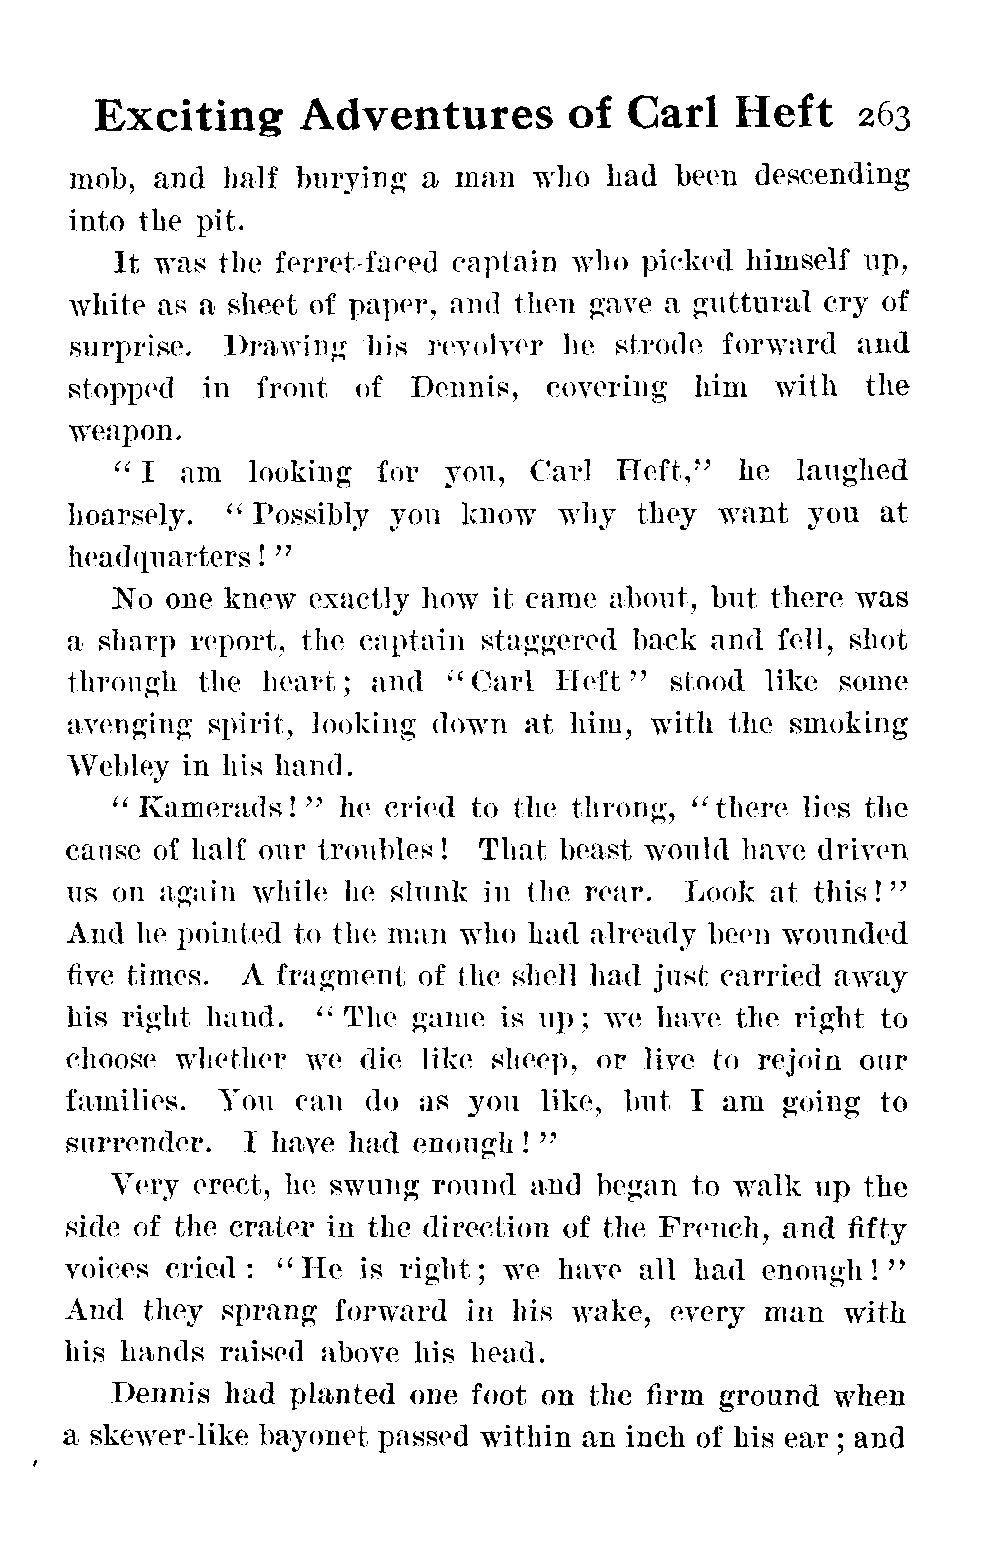 Exciting Adventures of Carl Heft 263
mob, and half burying a man who had been descending
into the pit.
It was the ferret-faced captain who picked himself up,
white as a sheet of paper, and then gave a guttural cry of
surprise. Drawing his revolver he strode forward and
stopped in front of Dennis, covering him with the
weapon.
“ I am looking for you, Carl Heft,” he laughed
hoarsely. “ Possibly you know why they want you at
headquarters ! ”
No one knew exactly how it came about, but there was
a sharp report, the captain staggered back and fell, shot
through the heart ; and “ Carl Heft ” stood like some
avenging spirit, looking down at him, with the smoking
Webley in his hand.
“ Kamerads ! ” he cried to the throng, “ there lies the
cause of half our troubles ! That beast would have driven
us on again while he slunk in the rear. Look at this ! ”
And he pointed to the man who had already been wounded
five times. A fragment of the shell had just carried away
his right hand. “ The game is up ; we have the right to
choose whether we die like sheep, or live to rejoin our
families. You can do as you like, but I am going to
surrender. I have had enough ! ”
Very erect, he swung round and began to walk up the
side of the crater in the direction of the French, and fifty
voices cried : “ He is right ; we have all had enough ! ”
And they sprang forward in his wake, every man with
his hands raised above his head.
Dennis had planted one foot on the firm ground when
a skewer-like bayonet passed within an inch of his ear ; and